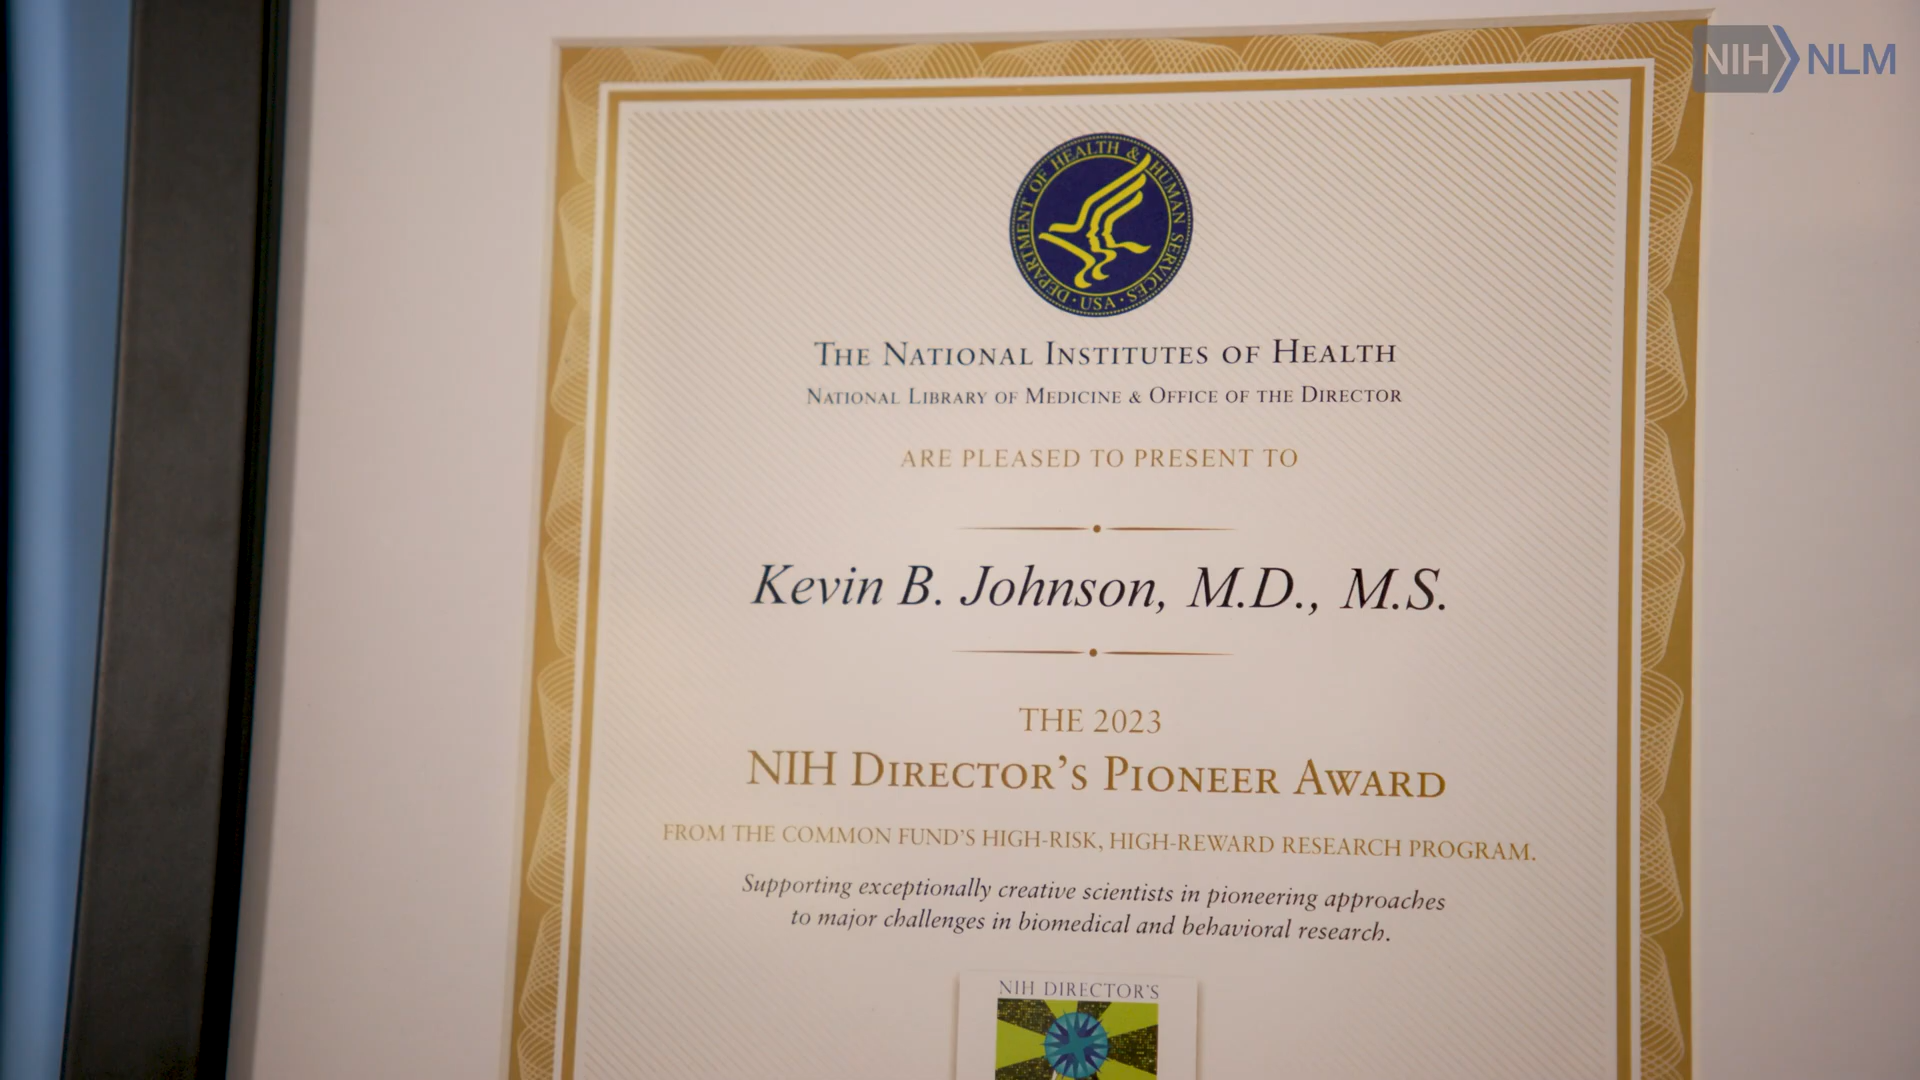 NIH NLM
DEPARTMENT OF HEALTH & HUMAN SERVICES · USA ·
THE NATIONAL INSTITUTES OF HEALTH
NATIONAL LIBRARY OF MEDICINE & OFFICE OF THE DIRECTOR
ARE PLEASED TO PRESENT TO
Kevin B. Johnson, M.D., M.S.
THE 2023
NIH DIRECTOR'S PIONEER AWARD
FROM THE COMMON FUND'S HIGH-RISK, HIGH-REWARD RESEARCH PROGRAM.
Supporting exceptionally creative scientists in pioneering approaches
to major challenges in biomedical and behavioral research.
NIH DIRECTOR'S